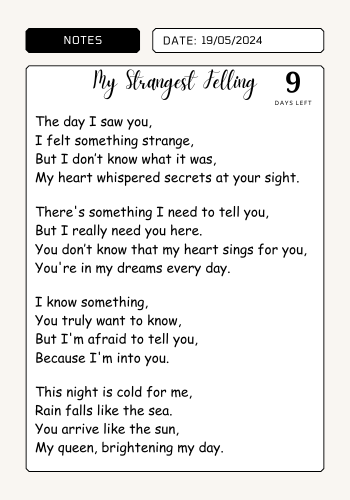 NOTES
DATE: 19/05/2024
My Strangest Felling
9
DAYS LEFT
The day I saw you,
I felt something strange,
But I don't know what it was,
My heart whispered secrets at your sight.
There's something I need to tell you,
But I really need you here.
You don't know that my heart sings for you,
You're in my dreams every day.
I know something,
You truly want to know,
But I'm afraid to tell you,
Because I'm into you.
This night is cold for me,
Rain falls like the sea.
You arrive like the sun,
My queen, brightening my day.